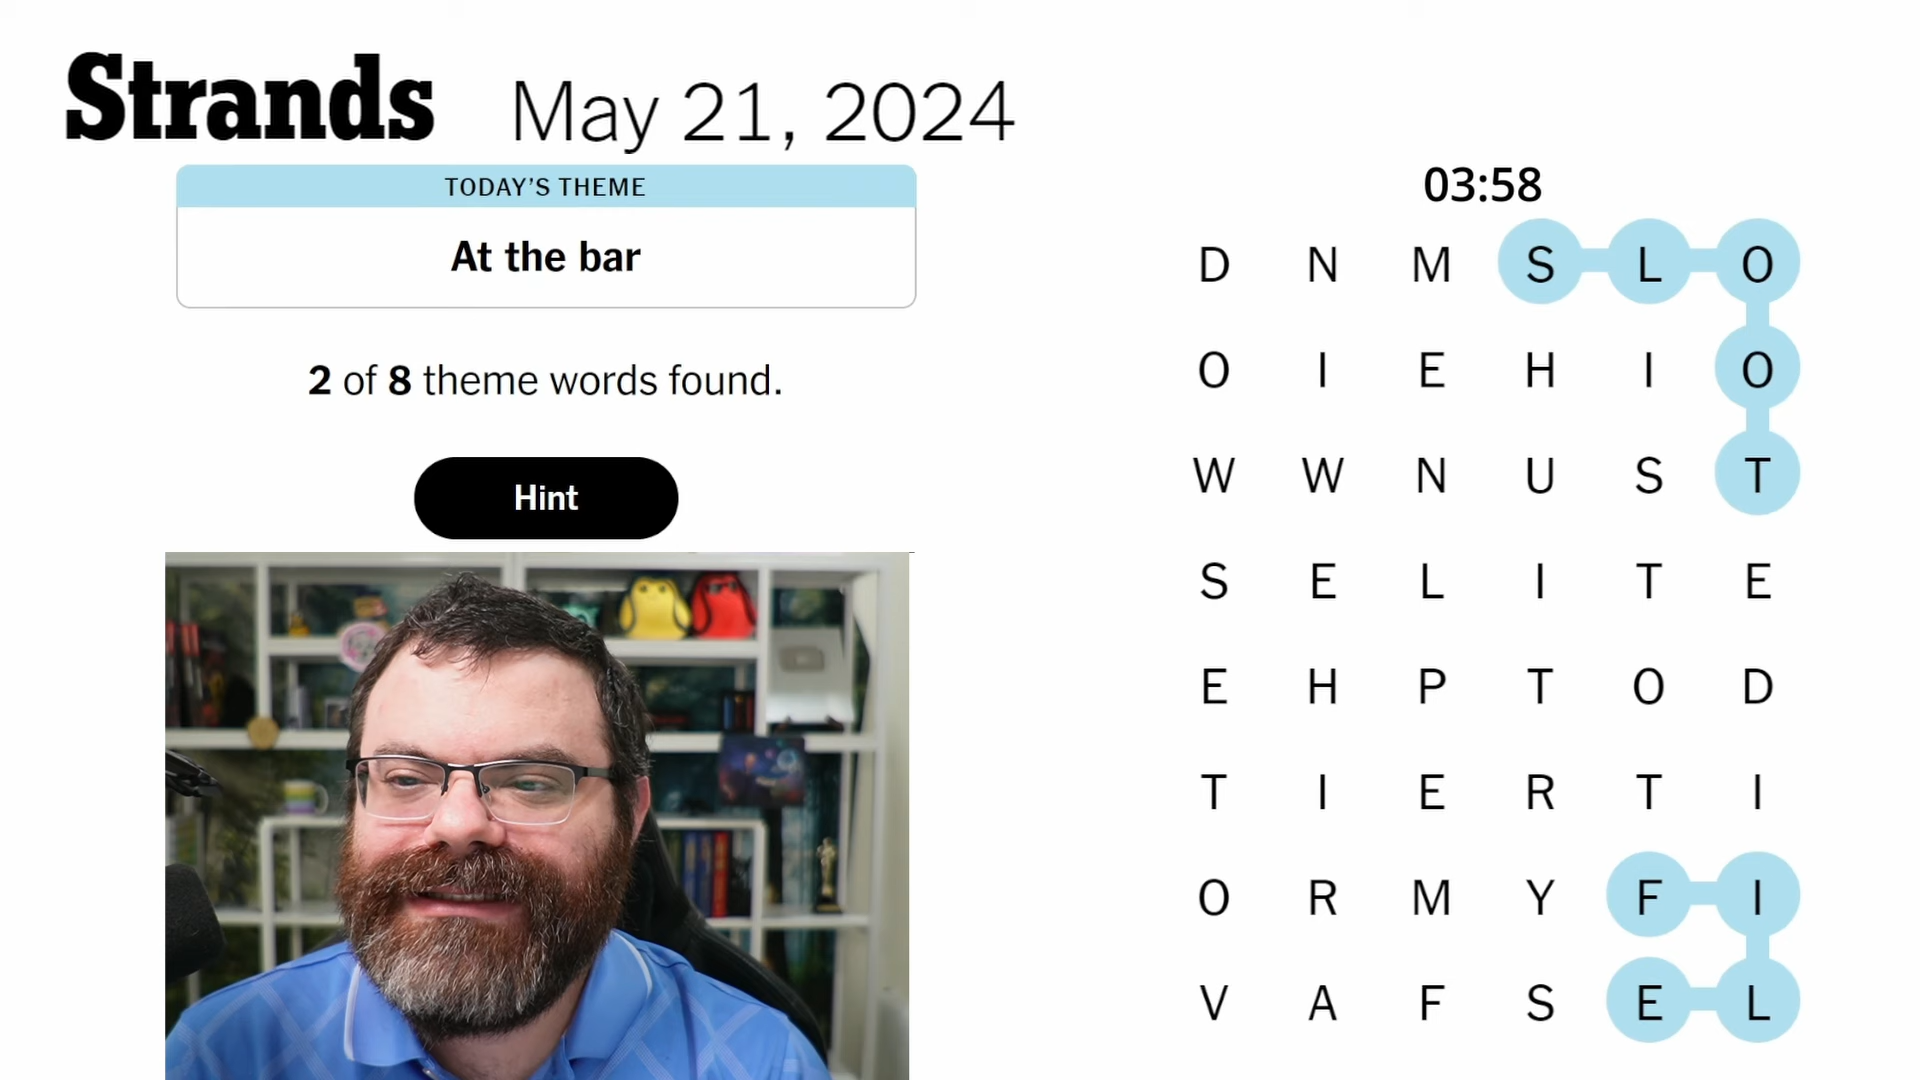 Strands May 21, 2024
TODAY'S THEME
At the bar
2 of 8 theme words found.
Hint
03:58
D N M S L O
O I E H I O
W W N U S T
S E L I T E
E H P T O D
T I E R T I
O R M Y F I
V A F S E L